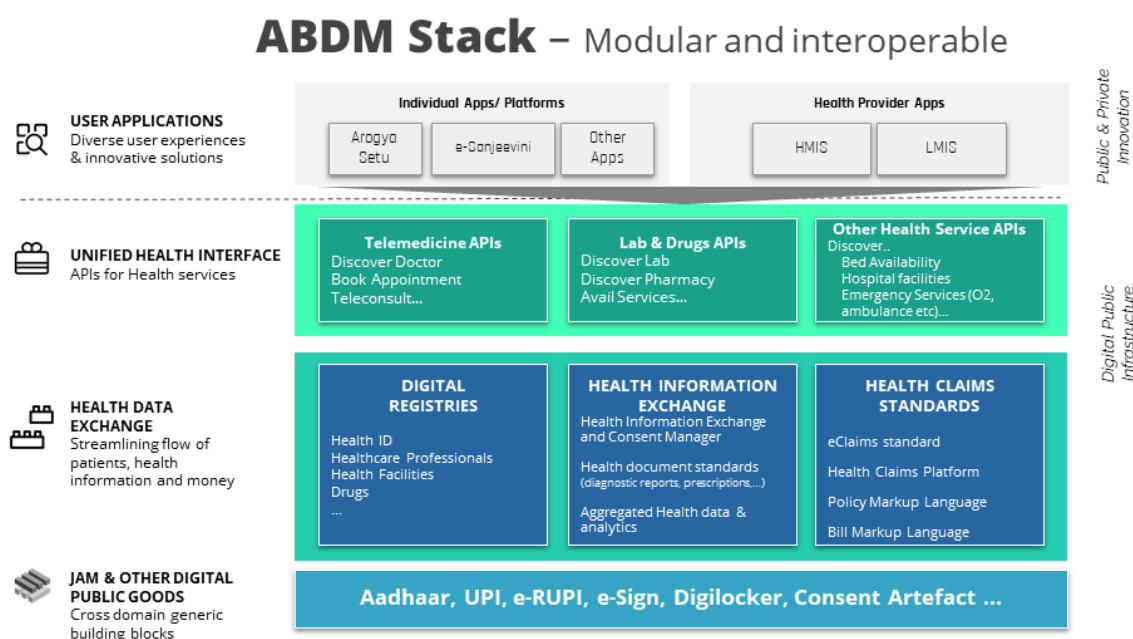 ABDM Stack – Modular and interoperable
Public & Private
Innovation
USER APPLICATIONS
Diverse user experiences
& innovative solutions
Individual Apps/ Platforms
Arogya
Setu
e-Sanjeevini
Other
Apps
Health Provider Apps
HMIS
LMIS
UNIFIED HEALTH INTERFACE
APIs for Health services
Telemedicine APIs
Discover Doctor
Book Appointment
Teleconsult...
Lab & Drugs APIs
Discover Lab
Discover Pharmacy
Avail Services...
Other Health Service APIs
Discover..
Bed Availability
Hospital facilities
Emergency Services (O2,
ambulance etc)...
Digital Public
Infrastructure
HEALTH DATA
EXCHANGE
Streamlining flow of
patients, health
information and money
DIGITAL
REGISTRIES
Health ID
Healthcare Professionals
Health Facilities
Drugs
...
HEALTH INFORMATION
EXCHANGE
Health Information Exchange
and Consent Manager
Health document standards
(diagnostic reports, prescriptions,...)
Aggregated Health data &
analytics
HEALTH CLAIMS
STANDARDS
eClaims standard
Health Claims Platform
Policy Markup Language
Bill Markup Language
JAM & OTHER DIGITAL
PUBLIC GOODS
Cross domain generic
building blocks
Aadhaar, UPI, e-RUPI, e-Sign, Digilocker, Consent Artefact ...